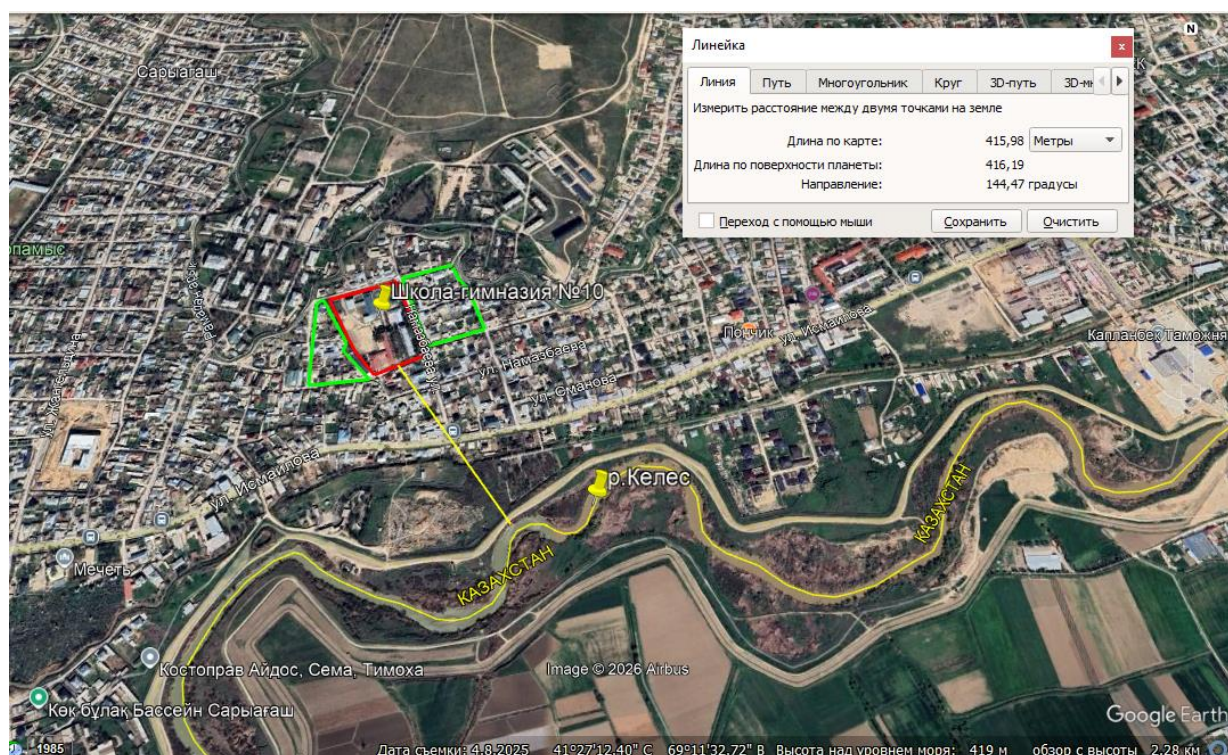 Линейка
Линия Путь Многоугольник Круг 3D-путь
Измерить расстояние между двумя точками на земле
Длина по карте: 415,98 Метры
Длина по поверхности планеты: 416,19
Направление: 144,47 градусы
Переход с помощью мыши Сохранить Очистить
N
Сарыагаш
Школа-гимназия №10
ул. Намазбаева
ул. Сманова
Пончик
ул. Исмаилова
Капланбек Таможня
ул. Исмаилова
р.Келес
КАЗАХСТАН
КАЗАХСТАН
Мечеть
Костоправ Айдос, Сема, Тимоха
Көк бұлақ Бассейн Сарыағаш
Image © 2026 Airbus
Google Earth
1985
Дата съемки: 4.8.2025 41°27'12.40" С 69°11'32.72" В Высота над уровнем моря: 419 м обзор с высоты 2.28 км